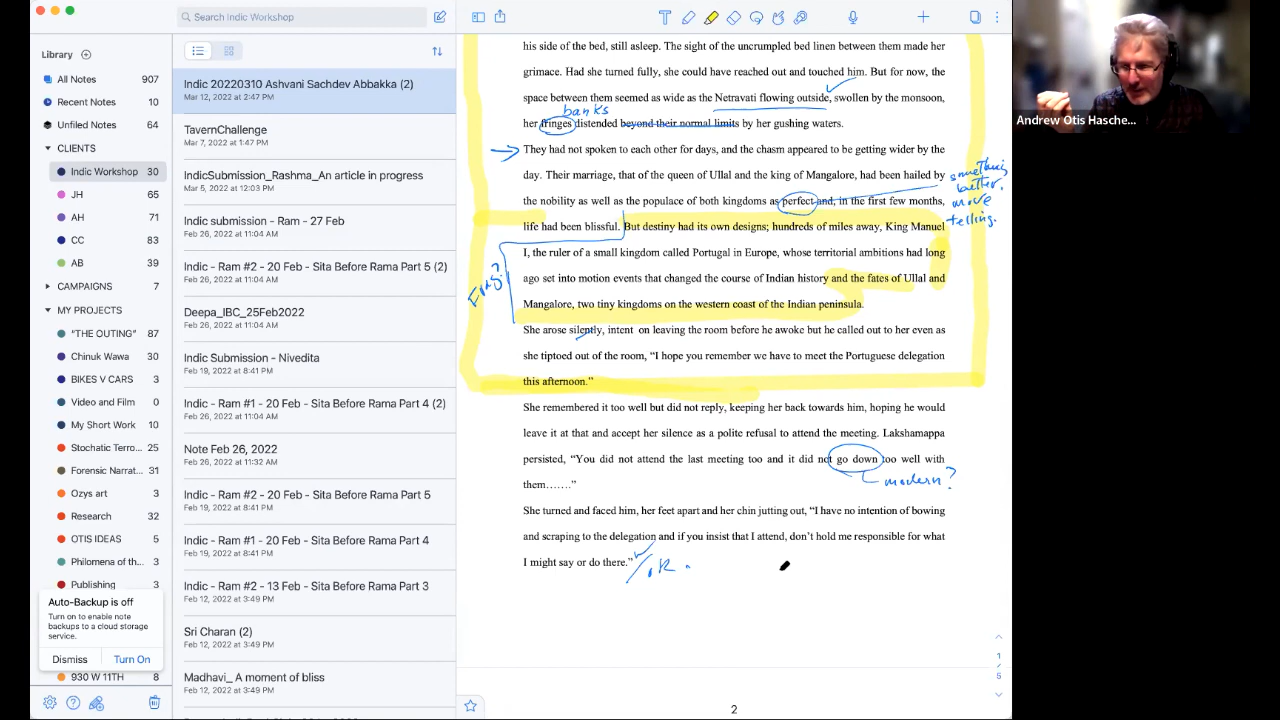 Search Indic Workshop
Library
All Notes 907
Recent Notes 10
Unfiled Notes 64
CLIENTS
Indic Workshop 30
JH 65
AH 71
CC 83
AB 39
CAMPAIGNS 6
MY PROJECTS
“THE OUTING” 87
Chinuk Wawa 30
BIKES V CARS 3
Video and Film 0
My Short Work 10
Stochatic Terro... 25
Forensic Narrat... 31
Ozys art 3
Research 32
OTIS IDEAS 5
Philomena of th... 8
Publishing 3
Auto-Backup is off
Turn on to enable note
backups to a cloud storage
service.
Dismiss Turn On
930 W 11TH 8
Indic 20220310 Ashvani Sachdev Abbakka (2)
Mar 12, 2022 at 2:47 PM
TavernChallenge
Mar 7, 2022 at 1:47 PM
IndicSubmission_Rachna_An article in progress
Mar 5, 2022 at 12:03 PM
Indic submission - Ram - 27 Feb
Mar 4, 2022 at 9:41 PM
Indic - Ram #2 - 20 Feb - Sita Before Rama Part 5 (2)
Feb 26, 2022 at 11:04 AM
Deepa_IBC_25Feb2022
Feb 26, 2022 at 11:04 AM
Indic Submission - Nivedita
Feb 19, 2022 at 8:41 PM
Indic - Ram #1 - 20 Feb - Sita Before Rama Part 4 (2)
Feb 26, 2022 at 11:04 AM
Note Feb 26, 2022
Feb 26, 2022 at 11:32 AM
Indic - Ram #2 - 20 Feb - Sita Before Rama Part 5
Feb 19, 2022 at 8:41 PM
Indic - Ram #1 - 20 Feb - Sita Before Rama Part 4
Feb 19, 2022 at 8:41 PM
Indic - Ram #2 - 13 Feb - Sita Before Rama Part 3
Feb 12, 2022 at 3:49 PM
Sri Charan (2)
Feb 12, 2022 at 3:49 PM
Madhavi_ A moment of bliss
Feb 12, 2022 at 3:49 PM
his side of the bed, still asleep. The sight of the uncrumpled bed linen between them made her
grimace. Had she turned fully, she could have reached out and touched him. But for now, the
space between them seemed as wide as the Netravati flowing outside, swollen by the monsoon,
banks
her fringes distended beyond their normal limits by her gushing waters.
They had not spoken to each other for days, and the chasm appeared to be getting wider by the
day. Their marriage, that of the queen of Ullal and the king of Mangalore, had been hailed by
the nobility as well as the populace of both kingdoms as perfect and, in the first few months,
something
better.
more
telling.
life had been blissful. But destiny had its own designs; hundreds of miles away, King Manuel
I, the ruler of a small kingdom called Portugal in Europe, whose territorial ambitions had long
ago set into motion events that changed the course of Indian history and the fates of Ullal and
Mangalore, two tiny kingdoms on the western coast of the Indian peninsula.
She arose silently, intent on leaving the room before he awoke but he called out to her even as
she tiptoed out of the room, “I hope you remember we have to meet the Portuguese delegation
this afternoon.”
She remembered it too well but did not reply, keeping her back towards him, hoping he would
leave it at that and accept her silence as a polite refusal to attend the meeting. Lakshamappa
persisted, “You did not attend the last meeting too and it did not go down too well with
modern?
them…….”
She turned and faced him, her feet apart and her chin jutting out, “I have no intention of bowing
and scraping to the delegation and if you insist that I attend, don’t hold me responsible for what
I might say or do there.”
OK.
1
/
6
2
Andrew Otis Hasche...